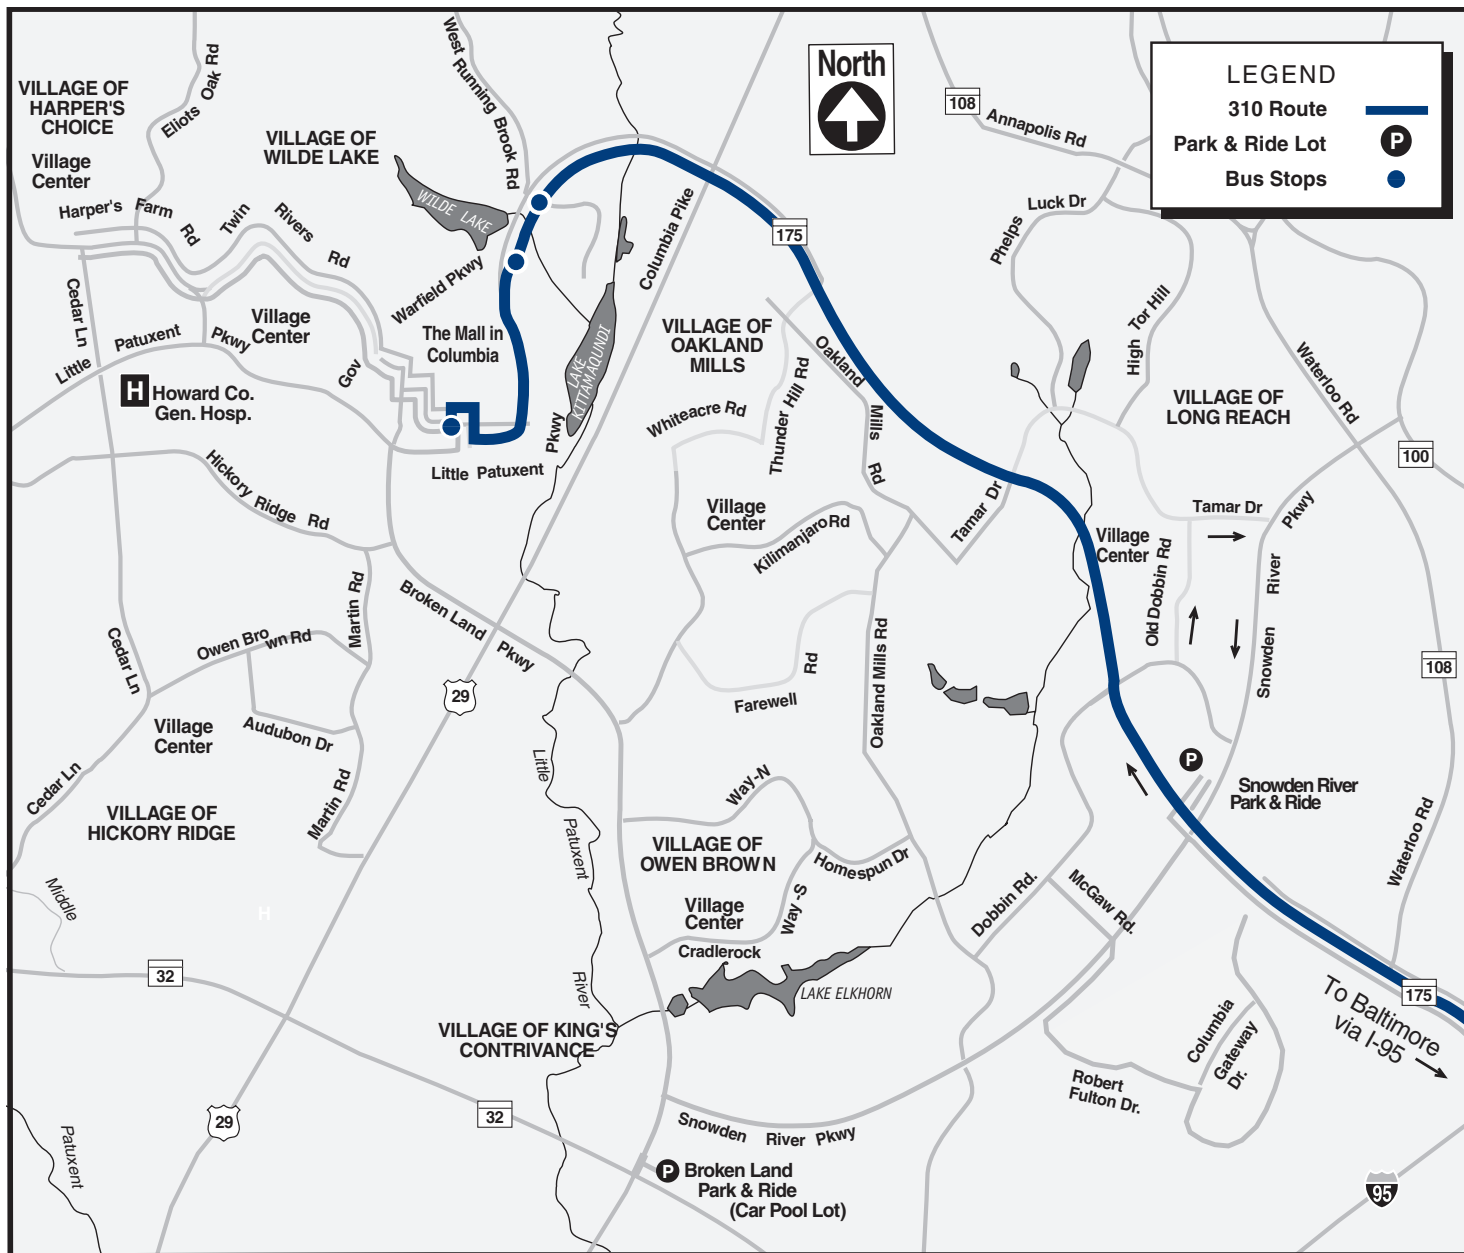 LEGEND
310 Route
Park & Ride Lot
P
Bus Stops
North
VILLAGE OF
HARPER'S
CHOICE
Village
Center
Eliots Oak Rd
Harper's Farm Rd
Twin Rivers Rd
VILLAGE OF
WILDE LAKE
WILDE LAKE
West Running Brook Rd
Warfield Pkwy
The Mall in
Columbia
Columbia Pike
175
108
Annapolis Rd
Phelps Luck Dr
High Tor Hill
Waterloo Rd
VILLAGE OF
LONG REACH
100
Cedar Ln
Little Patuxent Pkwy
Village
Center
Gov
H
Howard Co.
Gen. Hosp.
LAKE
KITTAMAQUNDI
Little Patuxent Pkwy
VILLAGE OF
OAKLAND
MILLS
Whiteacre Rd
Thunder Hill Rd
Oakland Mills Rd
Village
Center
Kilimanjaro Rd
Tamar Dr
Village
Center
Tamar Dr
Old Dobbin Rd
Snowden River Pkwy
108
Hickory Ridge Rd
Martin Rd
Broken Land Pkwy
Cedar Ln
Owen Brown Rd
29
Village
Center
Audubon Dr
Cedar Ln
Martin Rd
VILLAGE OF
HICKORY RIDGE
Farewell Rd
Oakland Mills Rd
Little Patuxent River
Way-N
VILLAGE OF
OWEN BROWN
Homespun Dr
Village
Center
Way -S
Cradlerock
LAKE ELKHORN
P
Snowden River
Park & Ride
Waterloo Rd
Dobbin Rd.
McGaw Rd.
175
To Baltimore
via I-95
Columbia
Gateway
Dr.
Robert
Fulton Dr.
Middle
H
32
VILLAGE OF KING'S
CONTRIVANCE
29
32
Patuxent
Snowden River Pkwy
P
Broken Land
Park & Ride
(Car Pool Lot)
95